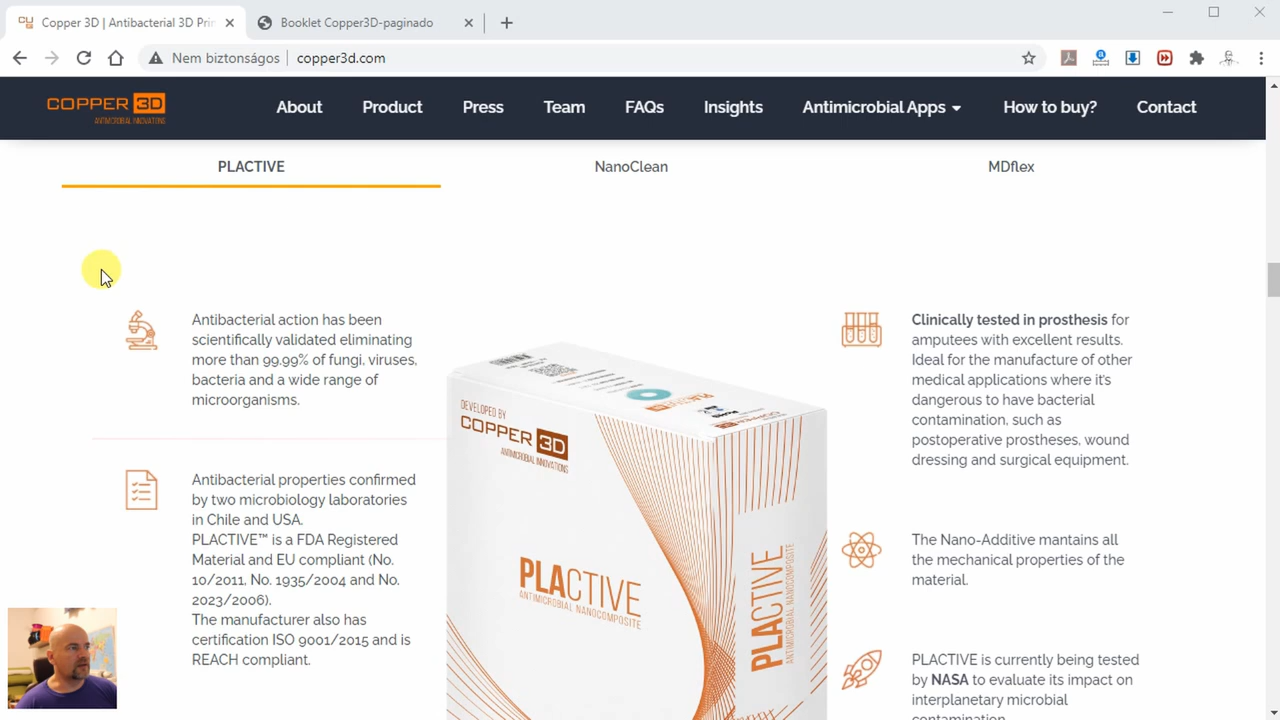 Copper 3D | Antibacterial 3D Prin
Booklet Copper3D-paginado
Nem biztonságos
copper3d.com
COPPER 3D
ANTIMICROBIAL INNOVATIONS
About
Product
Press
Team
FAQs
Insights
Antimicrobial Apps
How to buy?
Contact
PLACTIVE
NanoClean
MDflex
Antibacterial action has been
scientifically validated eliminating
more than 99.99% of fungi, viruses,
bacteria and a wide range of
microorganisms.
Antibacterial properties confirmed
by two microbiology laboratories
in Chile and USA.
PLACTIVE™ is a FDA Registered
Material and EU compliant (No.
10/2011, No. 1935/2004 and No.
2023/2006).
The manufacturer also has
certification ISO 9001/2015 and is
REACH compliant.
DEVELOPED BY
COPPER 3D
ANTIMICROBIAL INNOVATIONS
PLACTIVE
ANTIMICROBIAL NANOCOMPOSITE
PLACTIVE
ANTIMICROBIAL NANOCOMPOSITE
Clinically tested in prosthesis for
amputees with excellent results.
Ideal for the manufacture of other
medical applications where it's
dangerous to have bacterial
contamination, such as
postoperative prostheses, wound
dressing and surgical equipment.
The Nano-Additive mantains all
the mechanical properties of the
material.
PLACTIVE is currently being tested
by NASA to evaluate its impact on
interplanetary microbial
contamination